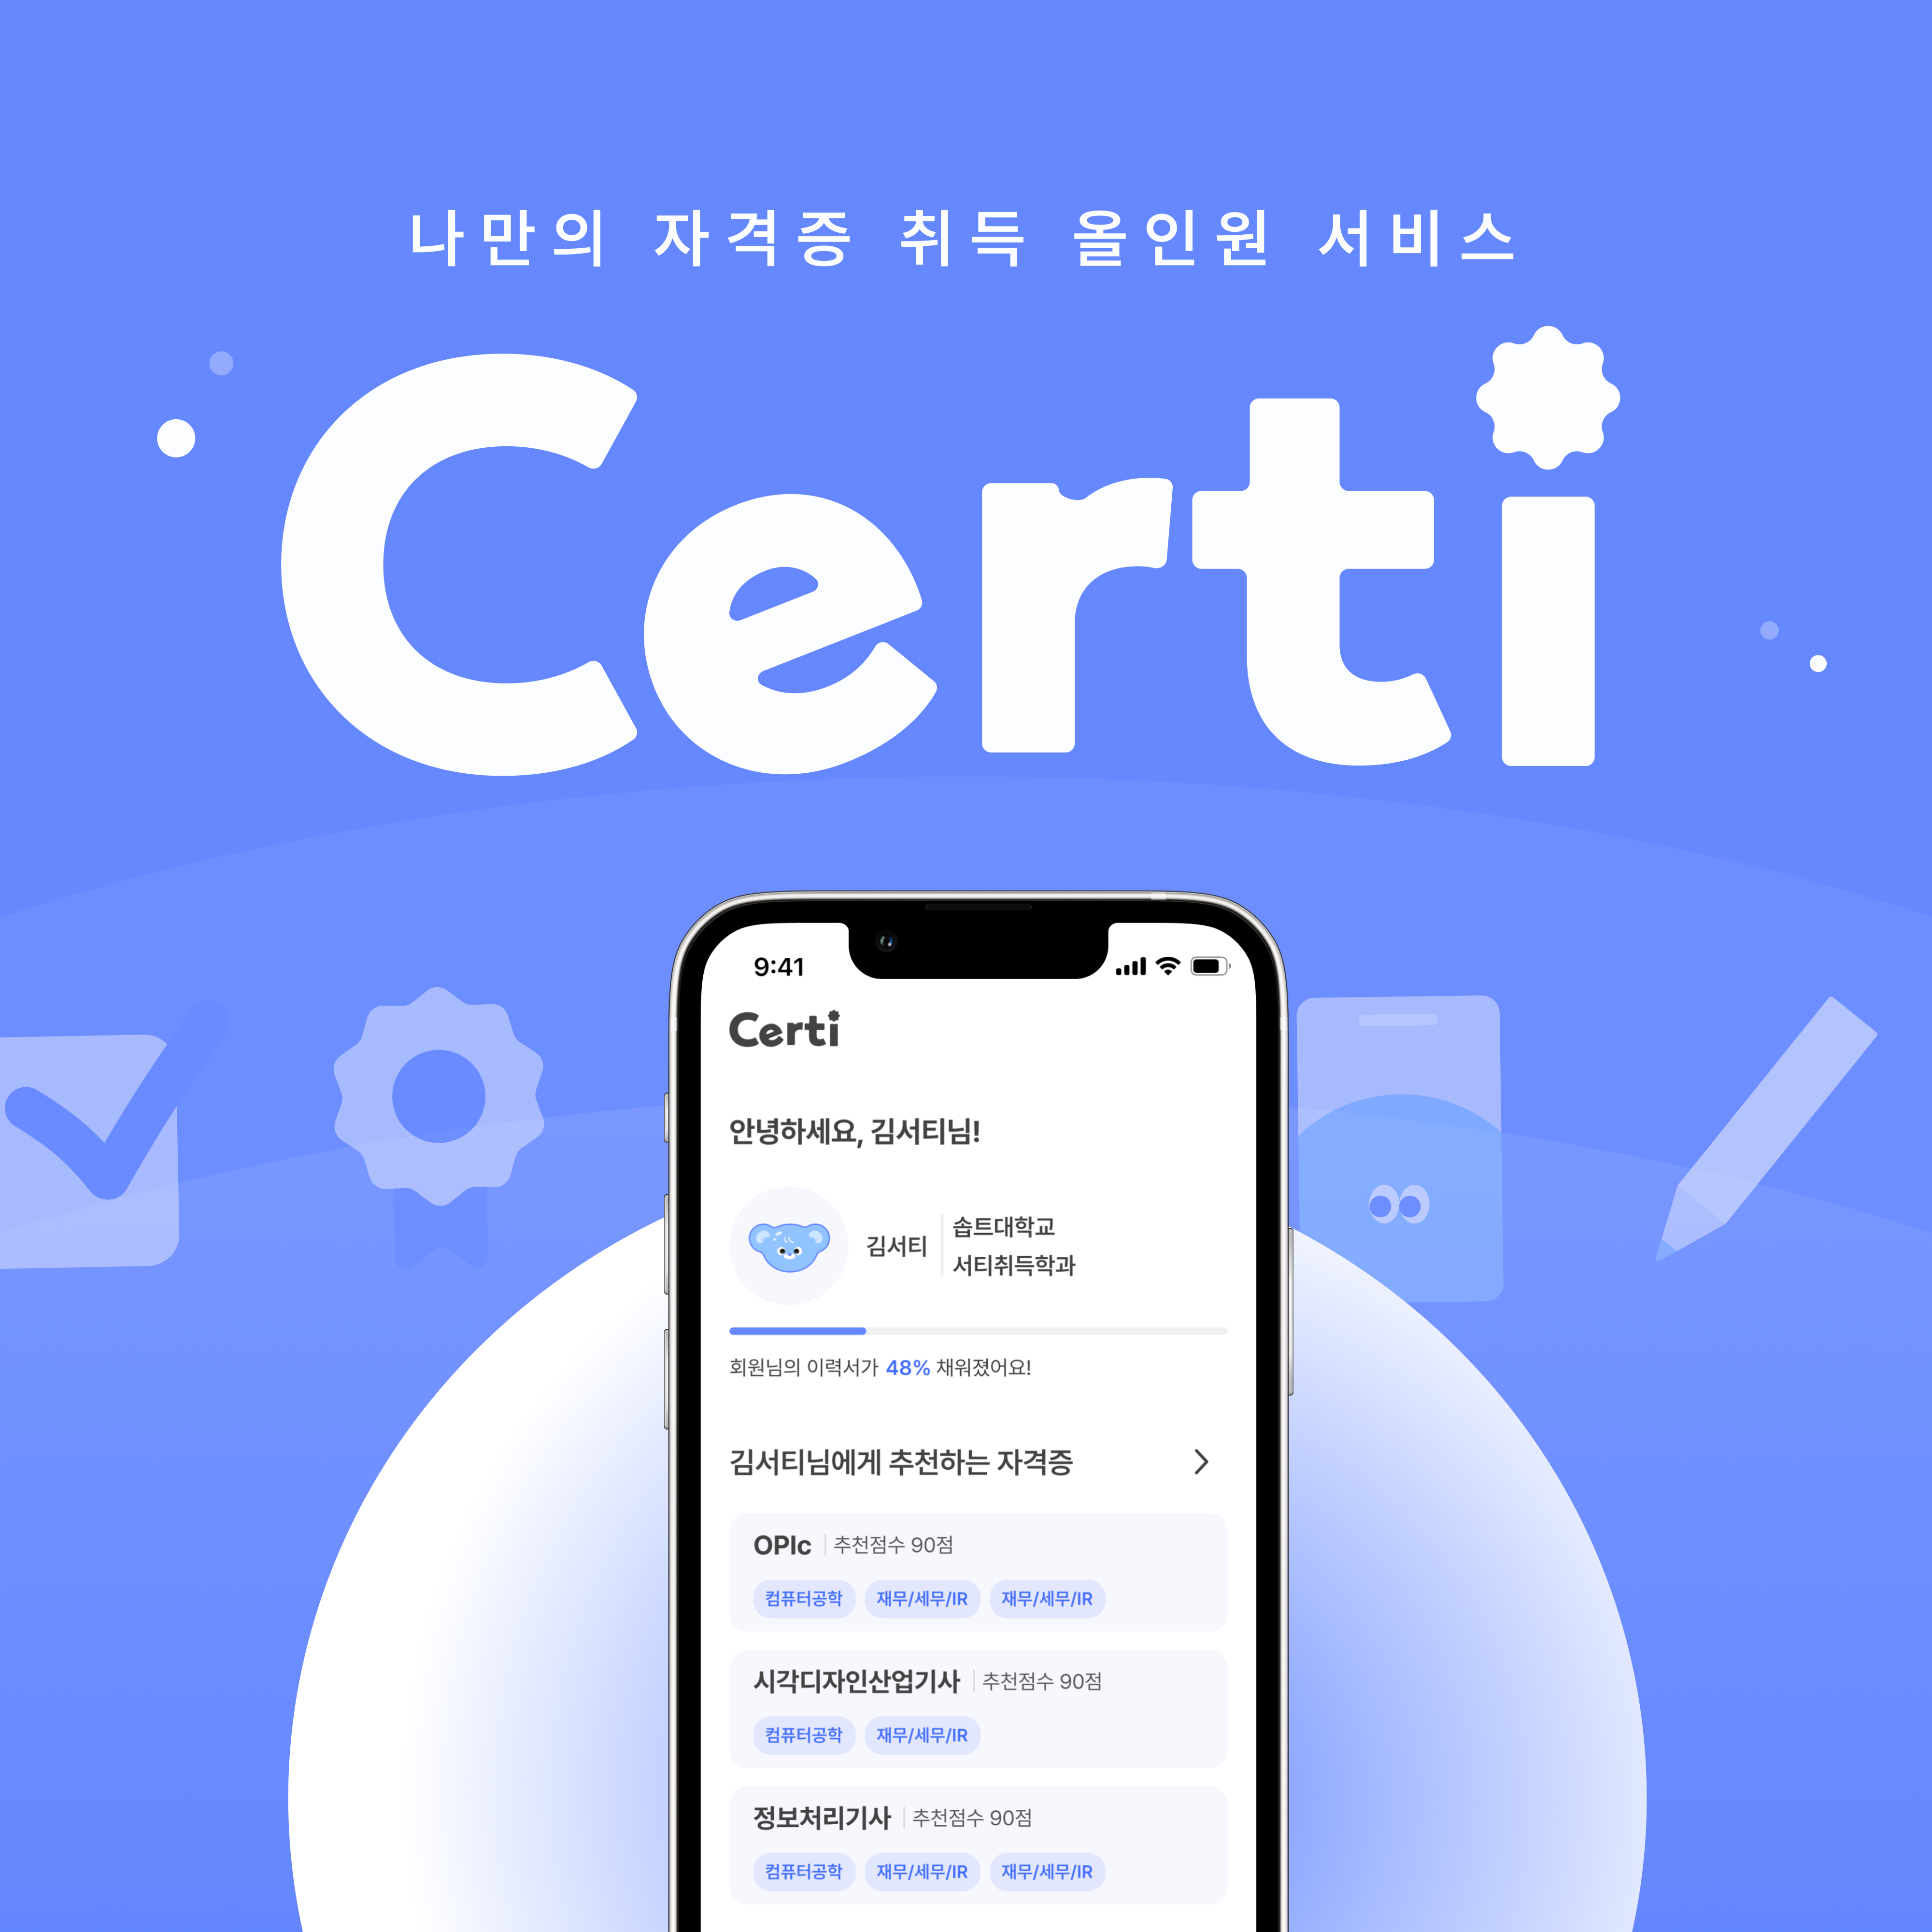 나만의 자격증 취득 올인원 서비스
Certi
9:41
Certi
안녕하세요, 김서티님!
김서티
솝트대학교
서티취득학과
회원님의 이력서가 48% 채워졌어요!
김서티님에게 추천하는 자격증
OPIc 추천점수 90점
컴퓨터공학 재무/세무/IR 재무/세무/IR
시각디자인산업기사 추천점수 90점
컴퓨터공학 재무/세무/IR
정보처리기사 추천점수 90점
컴퓨터공학 재무/세무/IR 재무/세무/IR